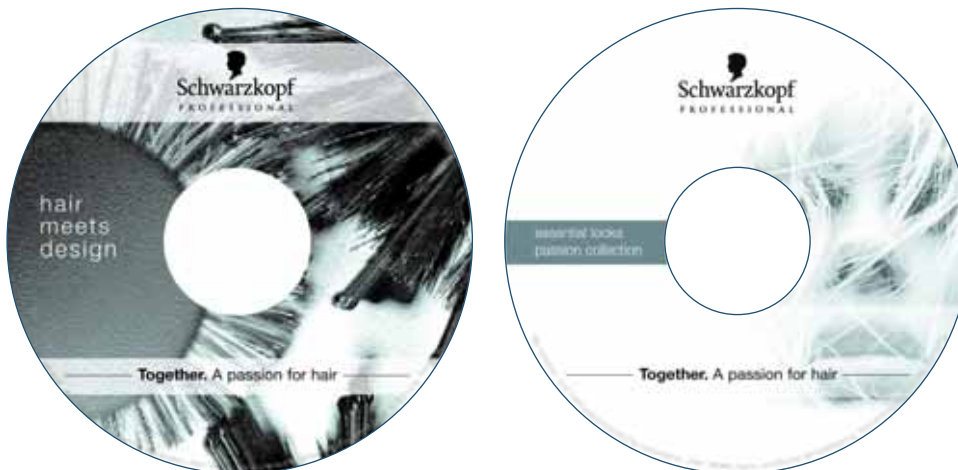 Schwarzkopf
PROFESSIONAL
hair
meets
design
Together. A passion for hair
Schwarzkopf
PROFESSIONAL
essential looks
passion collection
Together. A passion for hair